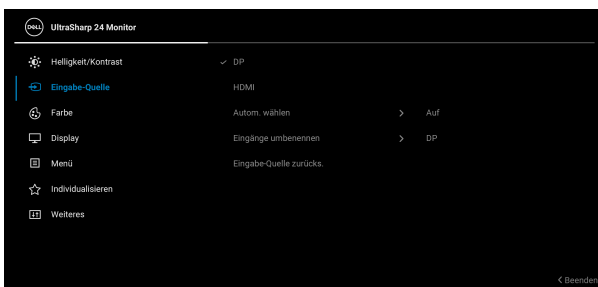 DELL UltraSharp 24 Monitor
Helligkeit/Kontrast DP
Eingabe-Quelle HDMI
Farbe Autom. wählen Auf
Display Eingänge umbenennen DP
Menü Eingabe-Quelle zurücks.
Individualisieren
Weiteres
Beenden